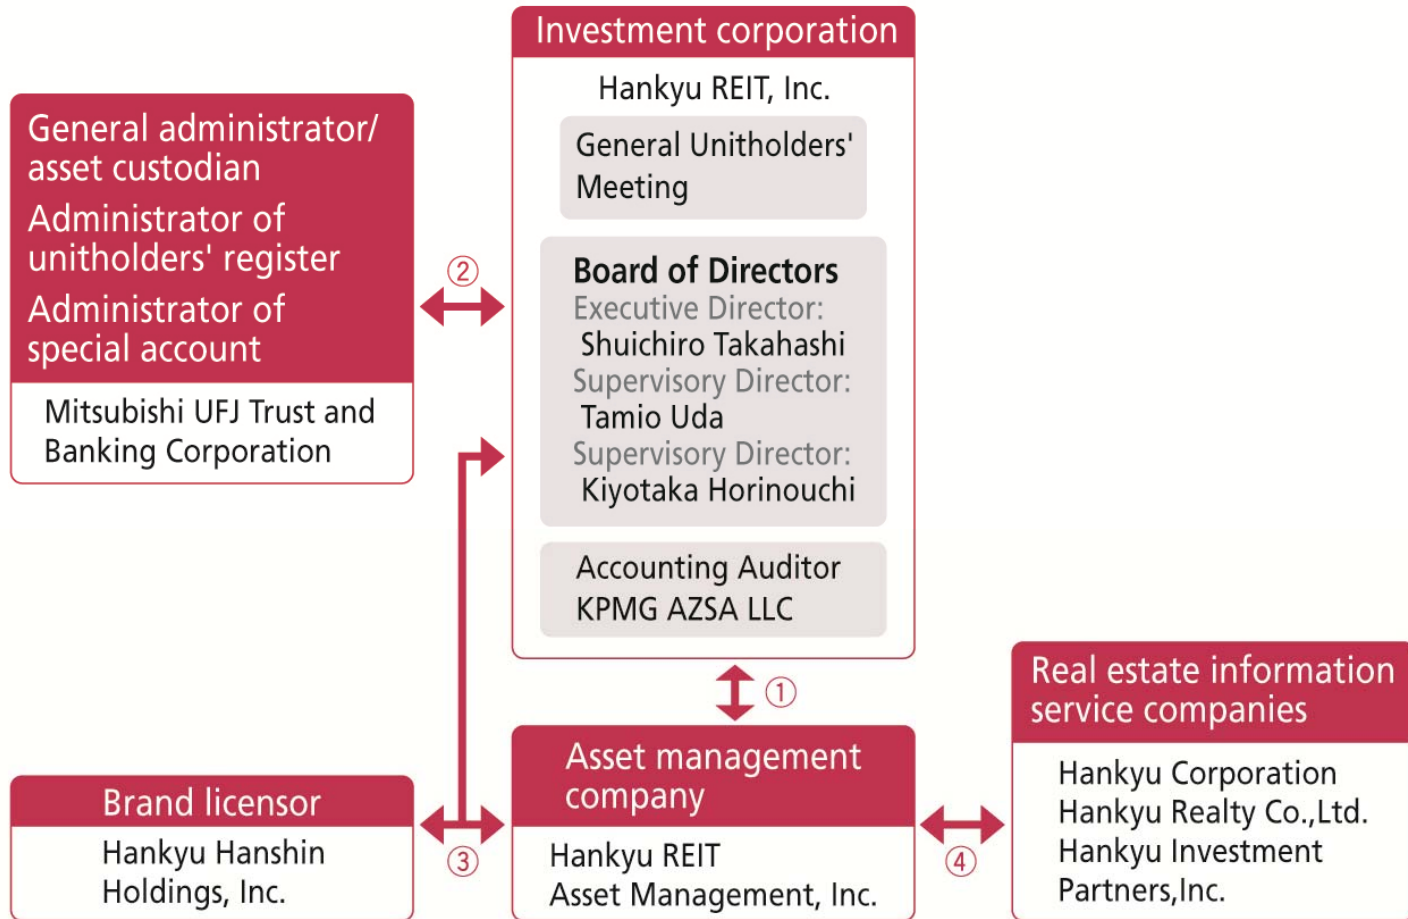 Investment corporation
Hankyu REIT, Inc.
General Unitholders'
Meeting
Board of Directors
Executive Director:
Shuichiro Takahashi
Supervisory Director:
Tamio Uda
Supervisory Director:
Kiyotaka Horinouchi
Accounting Auditor
KPMG AZSA LLC
General administrator/
asset custodian
Administrator of
unitholders' register
Administrator of
special account
Mitsubishi UFJ Trust and
Banking Corporation
②
①
Brand licensor
Hankyu Hanshin
Holdings, Inc.
③
Asset management
company
Hankyu REIT
Asset Management, Inc.
④
Real estate information
service companies
Hankyu Corporation
Hankyu Realty Co.,Ltd.
Hankyu Investment
Partners,Inc.